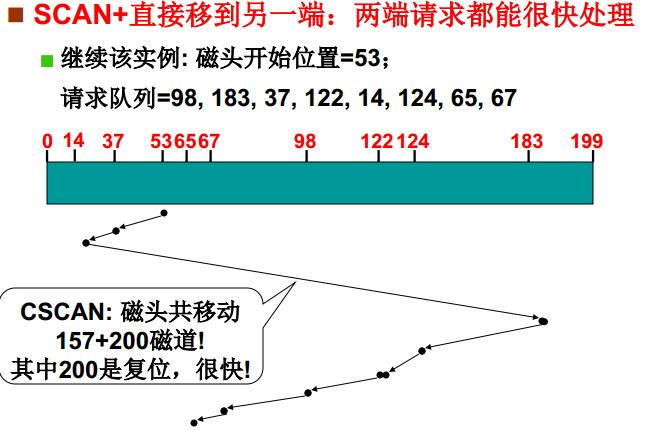 SCAN+直接移到另一端：两端请求都能很快处理
继续该实例: 磁头开始位置=53；
请求队列=98, 183, 37, 122, 14, 124, 65, 67
0 14 37 53 65 67 98 122 124 183 199
CSCAN: 磁头共移动
157+200磁道!
其中200是复位，很快!